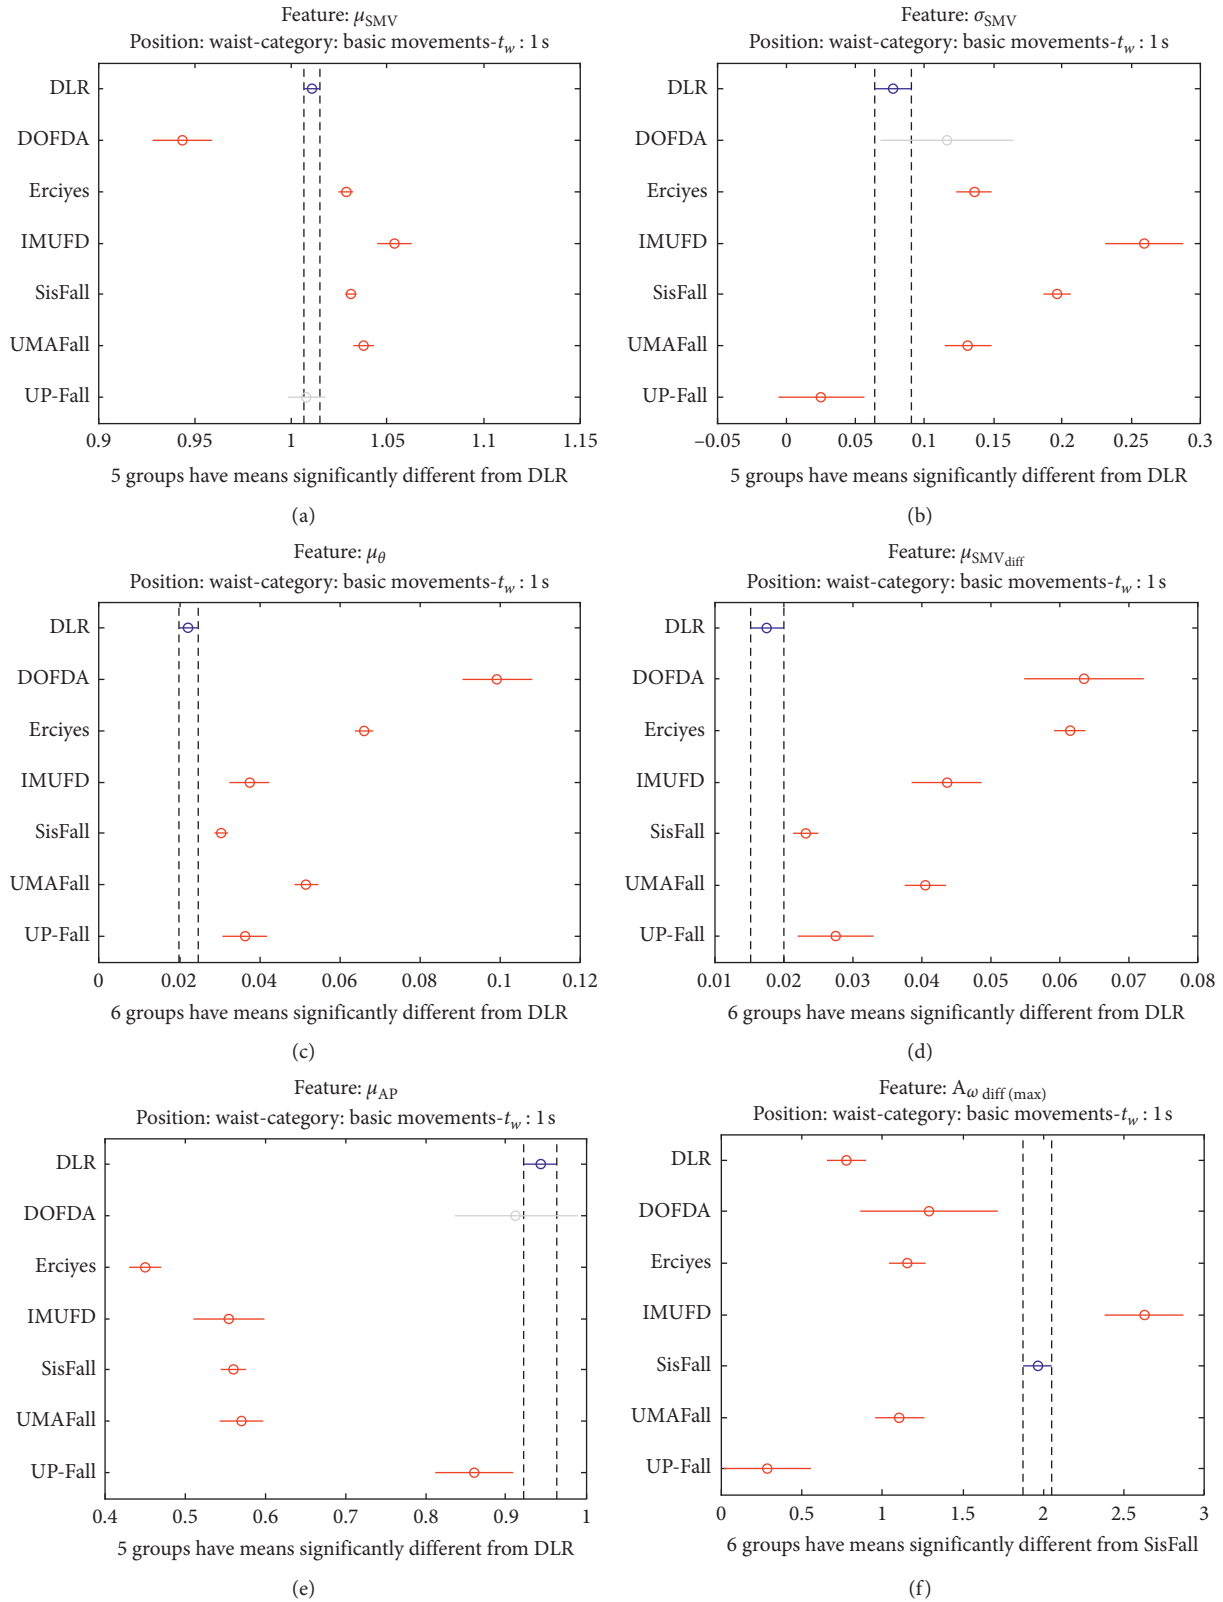 Feature: μSMV
Position: waist-category: basic movements-tw : 1 s
DLR
DOFDA
Erciyes
IMUFD
SisFall
UMAFall
UP-Fall
0.9 0.95 1 1.05 1.1 1.15
5 groups have means significantly different from DLR
(a)
Feature: σSMV
Position: waist-category: basic movements-tw : 1 s
DLR
DOFDA
Erciyes
IMUFD
SisFall
UMAFall
UP-Fall
–0.05 0 0.05 0.1 0.15 0.2 0.25 0.3
5 groups have means significantly different from DLR
(b)
Feature: μθ
Position: waist-category: basic movements-tw : 1 s
DLR
DOFDA
Erciyes
IMUFD
SisFall
UMAFall
UP-Fall
0 0.02 0.04 0.06 0.08 0.1 0.12
6 groups have means significantly different from DLR
(c)
Feature: μSMVdiff
Position: waist-category: basic movements-tw : 1 s
DLR
DOFDA
Erciyes
IMUFD
SisFall
UMAFall
UP-Fall
0.01 0.02 0.03 0.04 0.05 0.06 0.07 0.08
6 groups have means significantly different from DLR
(d)
Feature: μAP
Position: waist-category: basic movements-tw : 1 s
DLR
DOFDA
Erciyes
IMUFD
SisFall
UMAFall
UP-Fall
0.4 0.5 0.6 0.7 0.8 0.9 1
5 groups have means significantly different from DLR
(e)
Feature: Aω diff (max)
Position: waist-category: basic movements-tw : 1 s
DLR
DOFDA
Erciyes
IMUFD
SisFall
UMAFall
UP-Fall
0 0.5 1 1.5 2 2.5 3
6 groups have means significantly different from SisFall
(f)